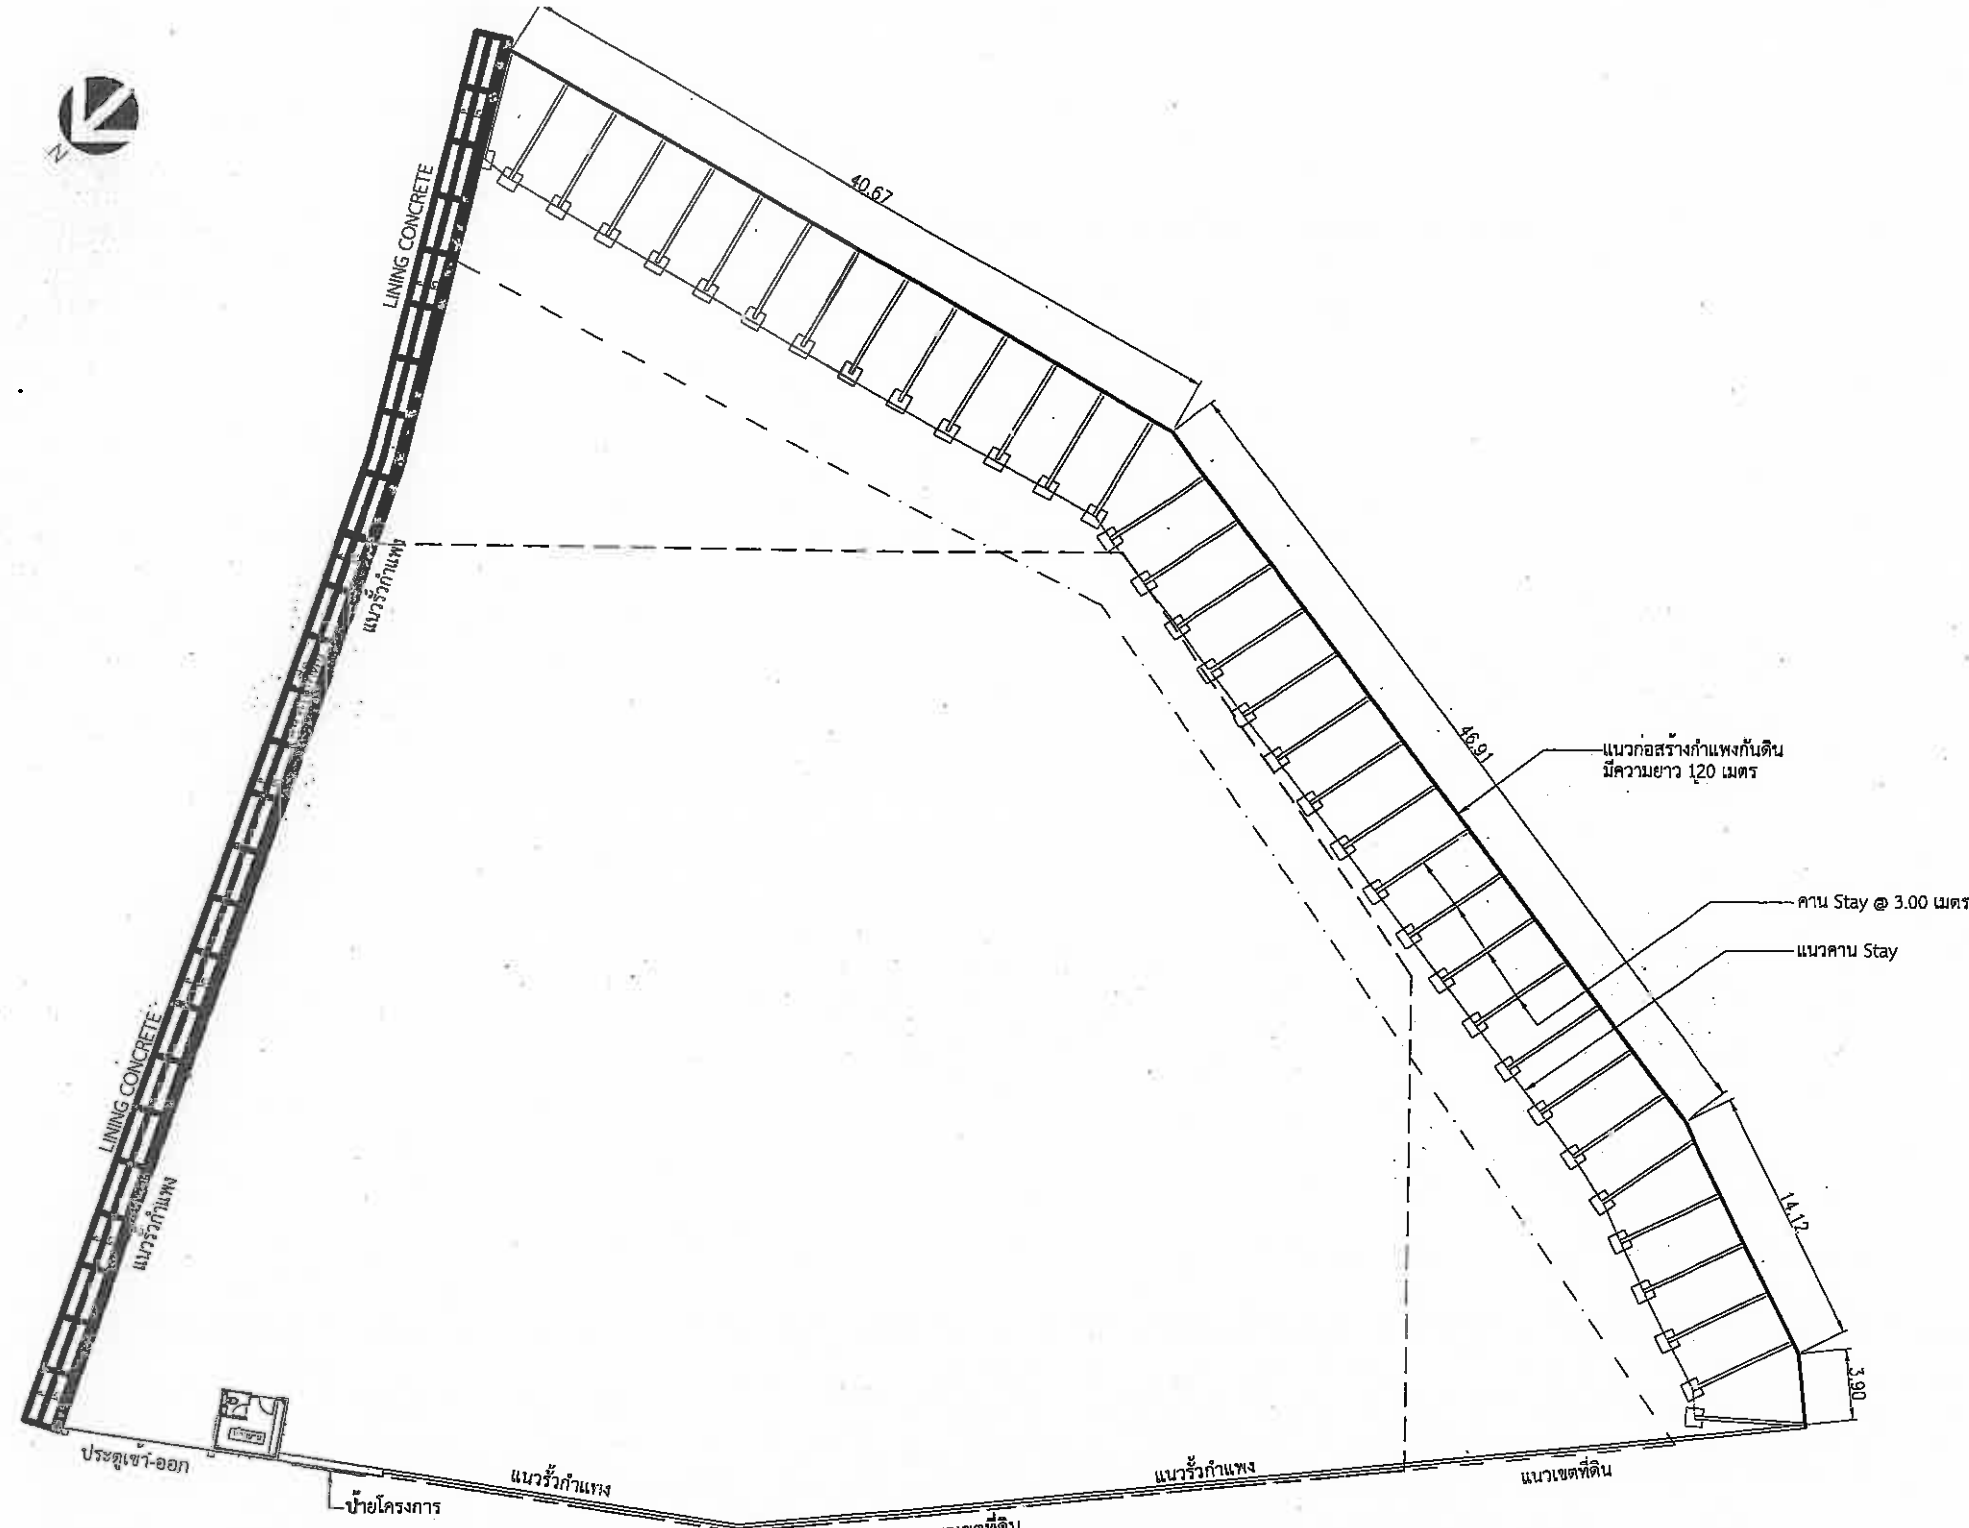 N
40.67
LINING CONCRETE
แนวรั้วกำแพง
46.91
แนวก่อสร้างกำแพงกันดิน
มีความยาว 120 เมตร
คาน Stay @ 3.00 เมตร
แนวคาน Stay
LINING CONCRETE
แนวรั้วกำแพง
14.12
3.90
ประตูเข้า-ออก
ป้ายโครงการ
แนวรั้วกำแพง
แนวรั้วกำแพง
แนวเขตที่ดิน